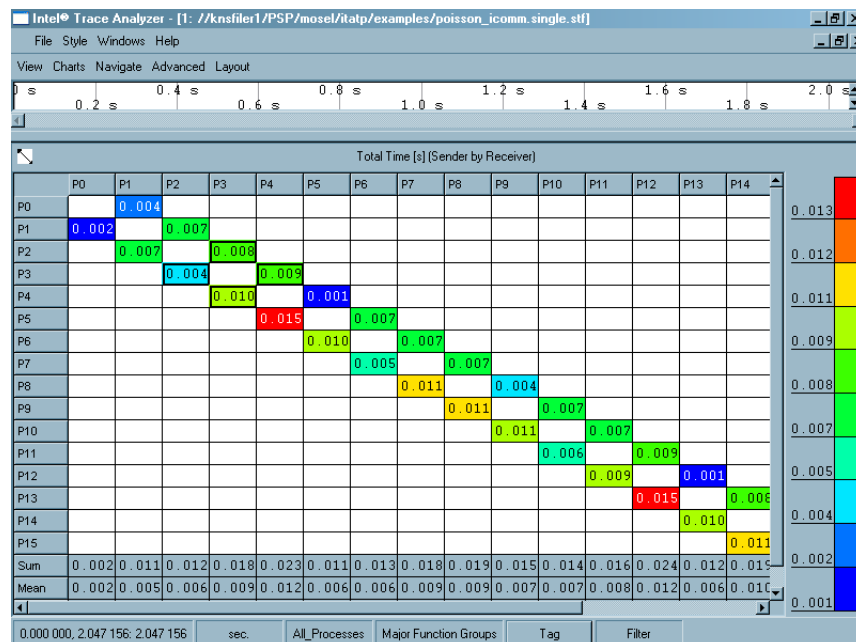 Intel® Trace Analyzer - [1: //knsfiler1/PSP/mosel/itatp/examples/poisson_icomm.single.stf]
File Style Windows Help
View Charts Navigate Advanced Layout
0 s 0.4 s 0.8 s 1.2 s 1.6 s 2.0 s
0.2 s 0.6 s 1.0 s 1.4 s 1.8 s
Total Time [s] (Sender by Receiver)
P0 P1 P2 P3 P4 P5 P6 P7 P8 P9 P10 P11 P12 P13 P14
P0 0.004
P1 0.002 0.007
P2 0.007 0.008
P3 0.004 0.009
P4 0.010 0.001
P5 0.015 0.007
P6 0.010 0.007
P7 0.005 0.007
P8 0.011 0.004
P9 0.011 0.007
P10 0.011 0.007
P11 0.006 0.009
P12 0.009 0.001
P13 0.015 0.008
P14 0.010
P15 0.011
Sum 0.002 0.011 0.012 0.018 0.023 0.011 0.013 0.018 0.019 0.015 0.014 0.016 0.024 0.012 0.019
Mean 0.002 0.005 0.006 0.009 0.012 0.006 0.006 0.009 0.009 0.007 0.007 0.008 0.012 0.006 0.010
0.013
0.012
0.011
0.009
0.008
0.007
0.005
0.004
0.002
0.001
0.000 000, 2.047 156: 2.047 156 sec. All_Processes Major Function Groups Tag Filter